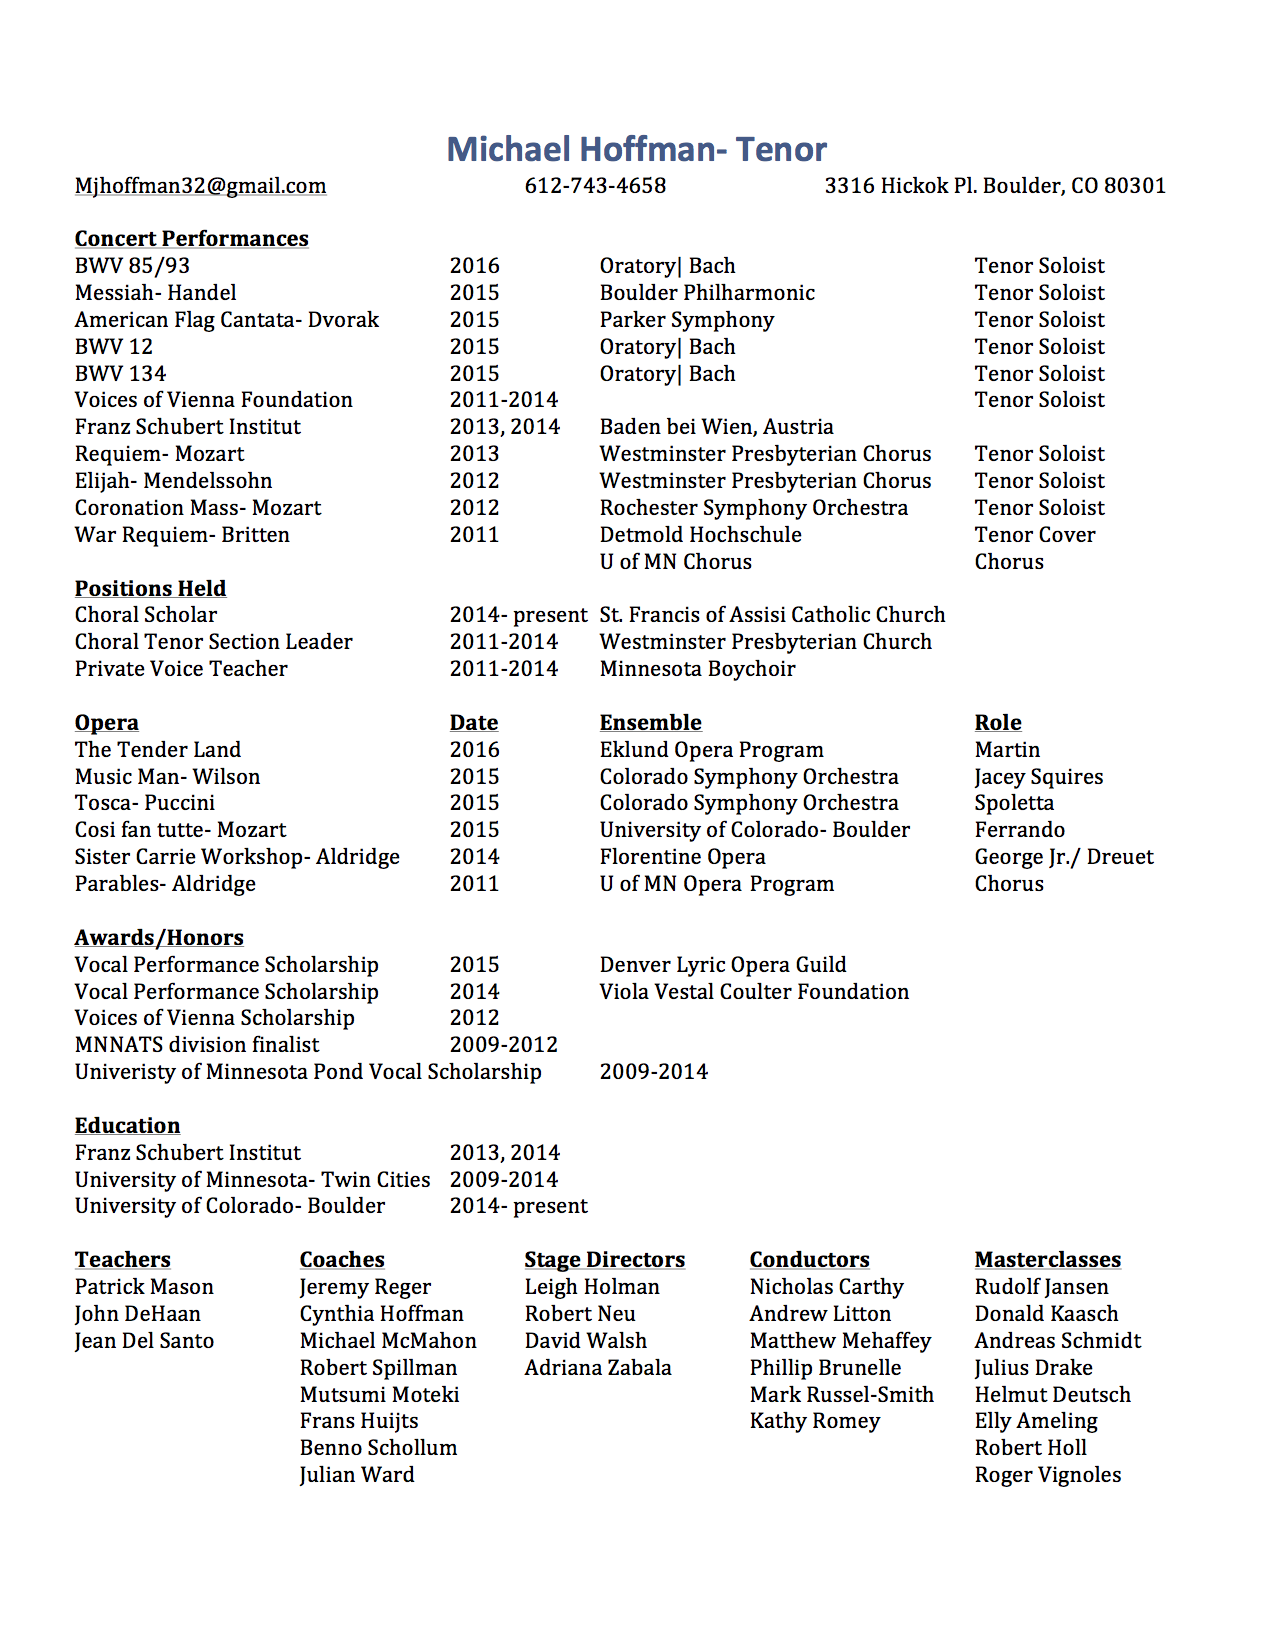 Michael Hoffman- Tenor
Mjhoffman32@gmail.com 612-743-4658 3316 Hickok Pl. Boulder, CO 80301
Concert Performances
BWV 85/93 2016 Oratory| Bach Tenor Soloist
Messiah- Handel 2015 Boulder Philharmonic Tenor Soloist
American Flag Cantata- Dvorak 2015 Parker Symphony Tenor Soloist
BWV 12 2015 Oratory| Bach Tenor Soloist
BWV 134 2015 Oratory| Bach Tenor Soloist
Voices of Vienna Foundation 2011-2014 Tenor Soloist
Franz Schubert Institut 2013, 2014 Baden bei Wien, Austria
Requiem- Mozart 2013 Westminster Presbyterian Chorus Tenor Soloist
Elijah- Mendelssohn 2012 Westminster Presbyterian Chorus Tenor Soloist
Coronation Mass- Mozart 2012 Rochester Symphony Orchestra Tenor Soloist
War Requiem- Britten 2011 Detmold Hochschule Tenor Cover
U of MN Chorus Chorus
Positions Held
Choral Scholar 2014- present St. Francis of Assisi Catholic Church
Choral Tenor Section Leader 2011-2014 Westminster Presbyterian Church
Private Voice Teacher 2011-2014 Minnesota Boychoir
Opera Date Ensemble Role
The Tender Land 2016 Eklund Opera Program Martin
Music Man- Wilson 2015 Colorado Symphony Orchestra Jacey Squires
Tosca- Puccini 2015 Colorado Symphony Orchestra Spoletta
Cosi fan tutte- Mozart 2015 University of Colorado- Boulder Ferrando
Sister Carrie Workshop- Aldridge 2014 Florentine Opera George Jr./ Dreuet
Parables- Aldridge 2011 U of MN Opera Program Chorus
Awards/Honors
Vocal Performance Scholarship 2015 Denver Lyric Opera Guild
Vocal Performance Scholarship 2014 Viola Vestal Coulter Foundation
Voices of Vienna Scholarship 2012
MNNATS division finalist 2009-2012
Univeristy of Minnesota Pond Vocal Scholarship 2009-2014
Education
Franz Schubert Institut 2013, 2014
University of Minnesota- Twin Cities 2009-2014
University of Colorado- Boulder 2014- present
Teachers Coaches Stage Directors Conductors Masterclasses
Patrick Mason Jeremy Reger Leigh Holman Nicholas Carthy Rudolf Jansen
John DeHaan Cynthia Hoffman Robert Neu Andrew Litton Donald Kaasch
Jean Del Santo Michael McMahon David Walsh Matthew Mehaffey Andreas Schmidt
Robert Spillman Adriana Zabala Phillip Brunelle Julius Drake
Mutsumi Moteki Mark Russel-Smith Helmut Deutsch
Frans Huijts Kathy Romey Elly Ameling
Benno Schollum Robert Holl
Julian Ward Roger Vignoles